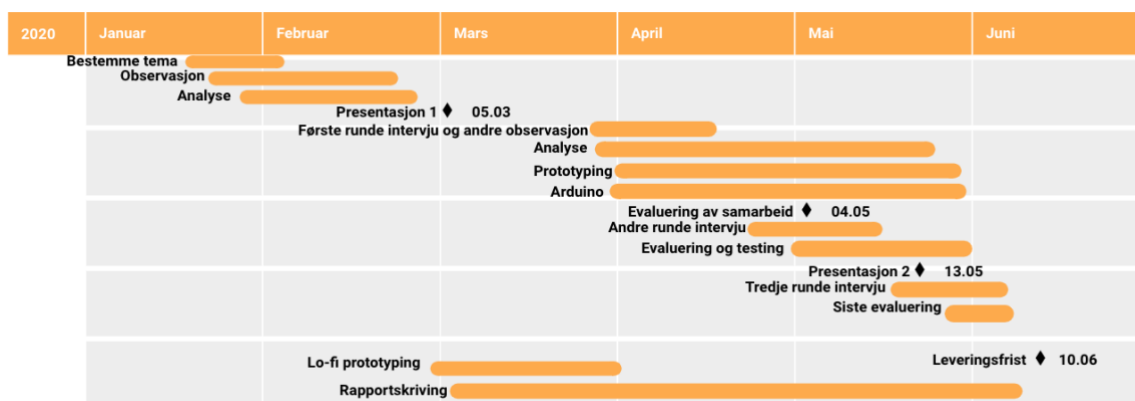 2020 Januar Februar Mars April Mai Juni
Bestemme tema
Observasjon
Analyse
Presentasjon 1 ♦ 05.03
Første runde intervju og andre observasjon
Analyse
Prototyping
Arduino
Evaluering av samarbeid ♦ 04.05
Andre runde intervju
Evaluering og testing
Presentasjon 2 ♦ 13.05
Tredje runde intervju
Siste evaluering
Leveringsfrist ♦ 10.06
Lo-fi prototyping
Rapportskriving